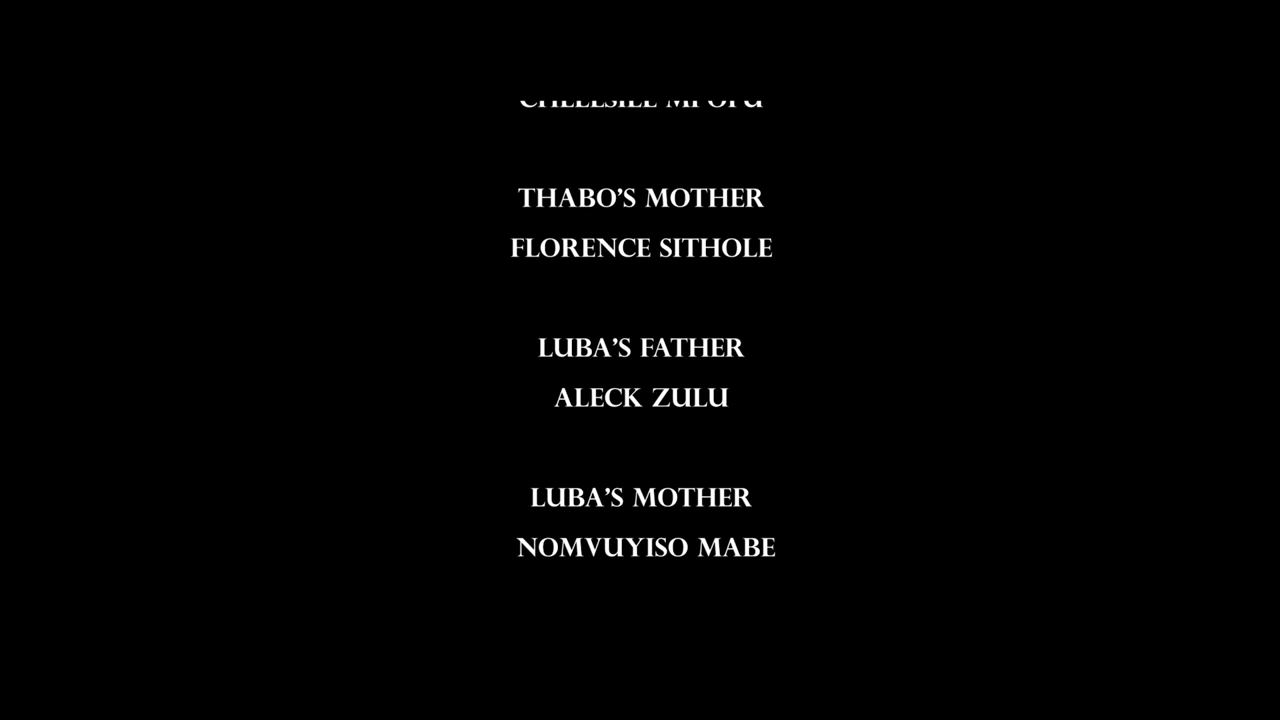 THABO'S MOTHER
FLORENCE SITHOLE
LUBA'S FATHER
ALECK ZULU
LUBA'S MOTHER
NOMVUYISO MABE